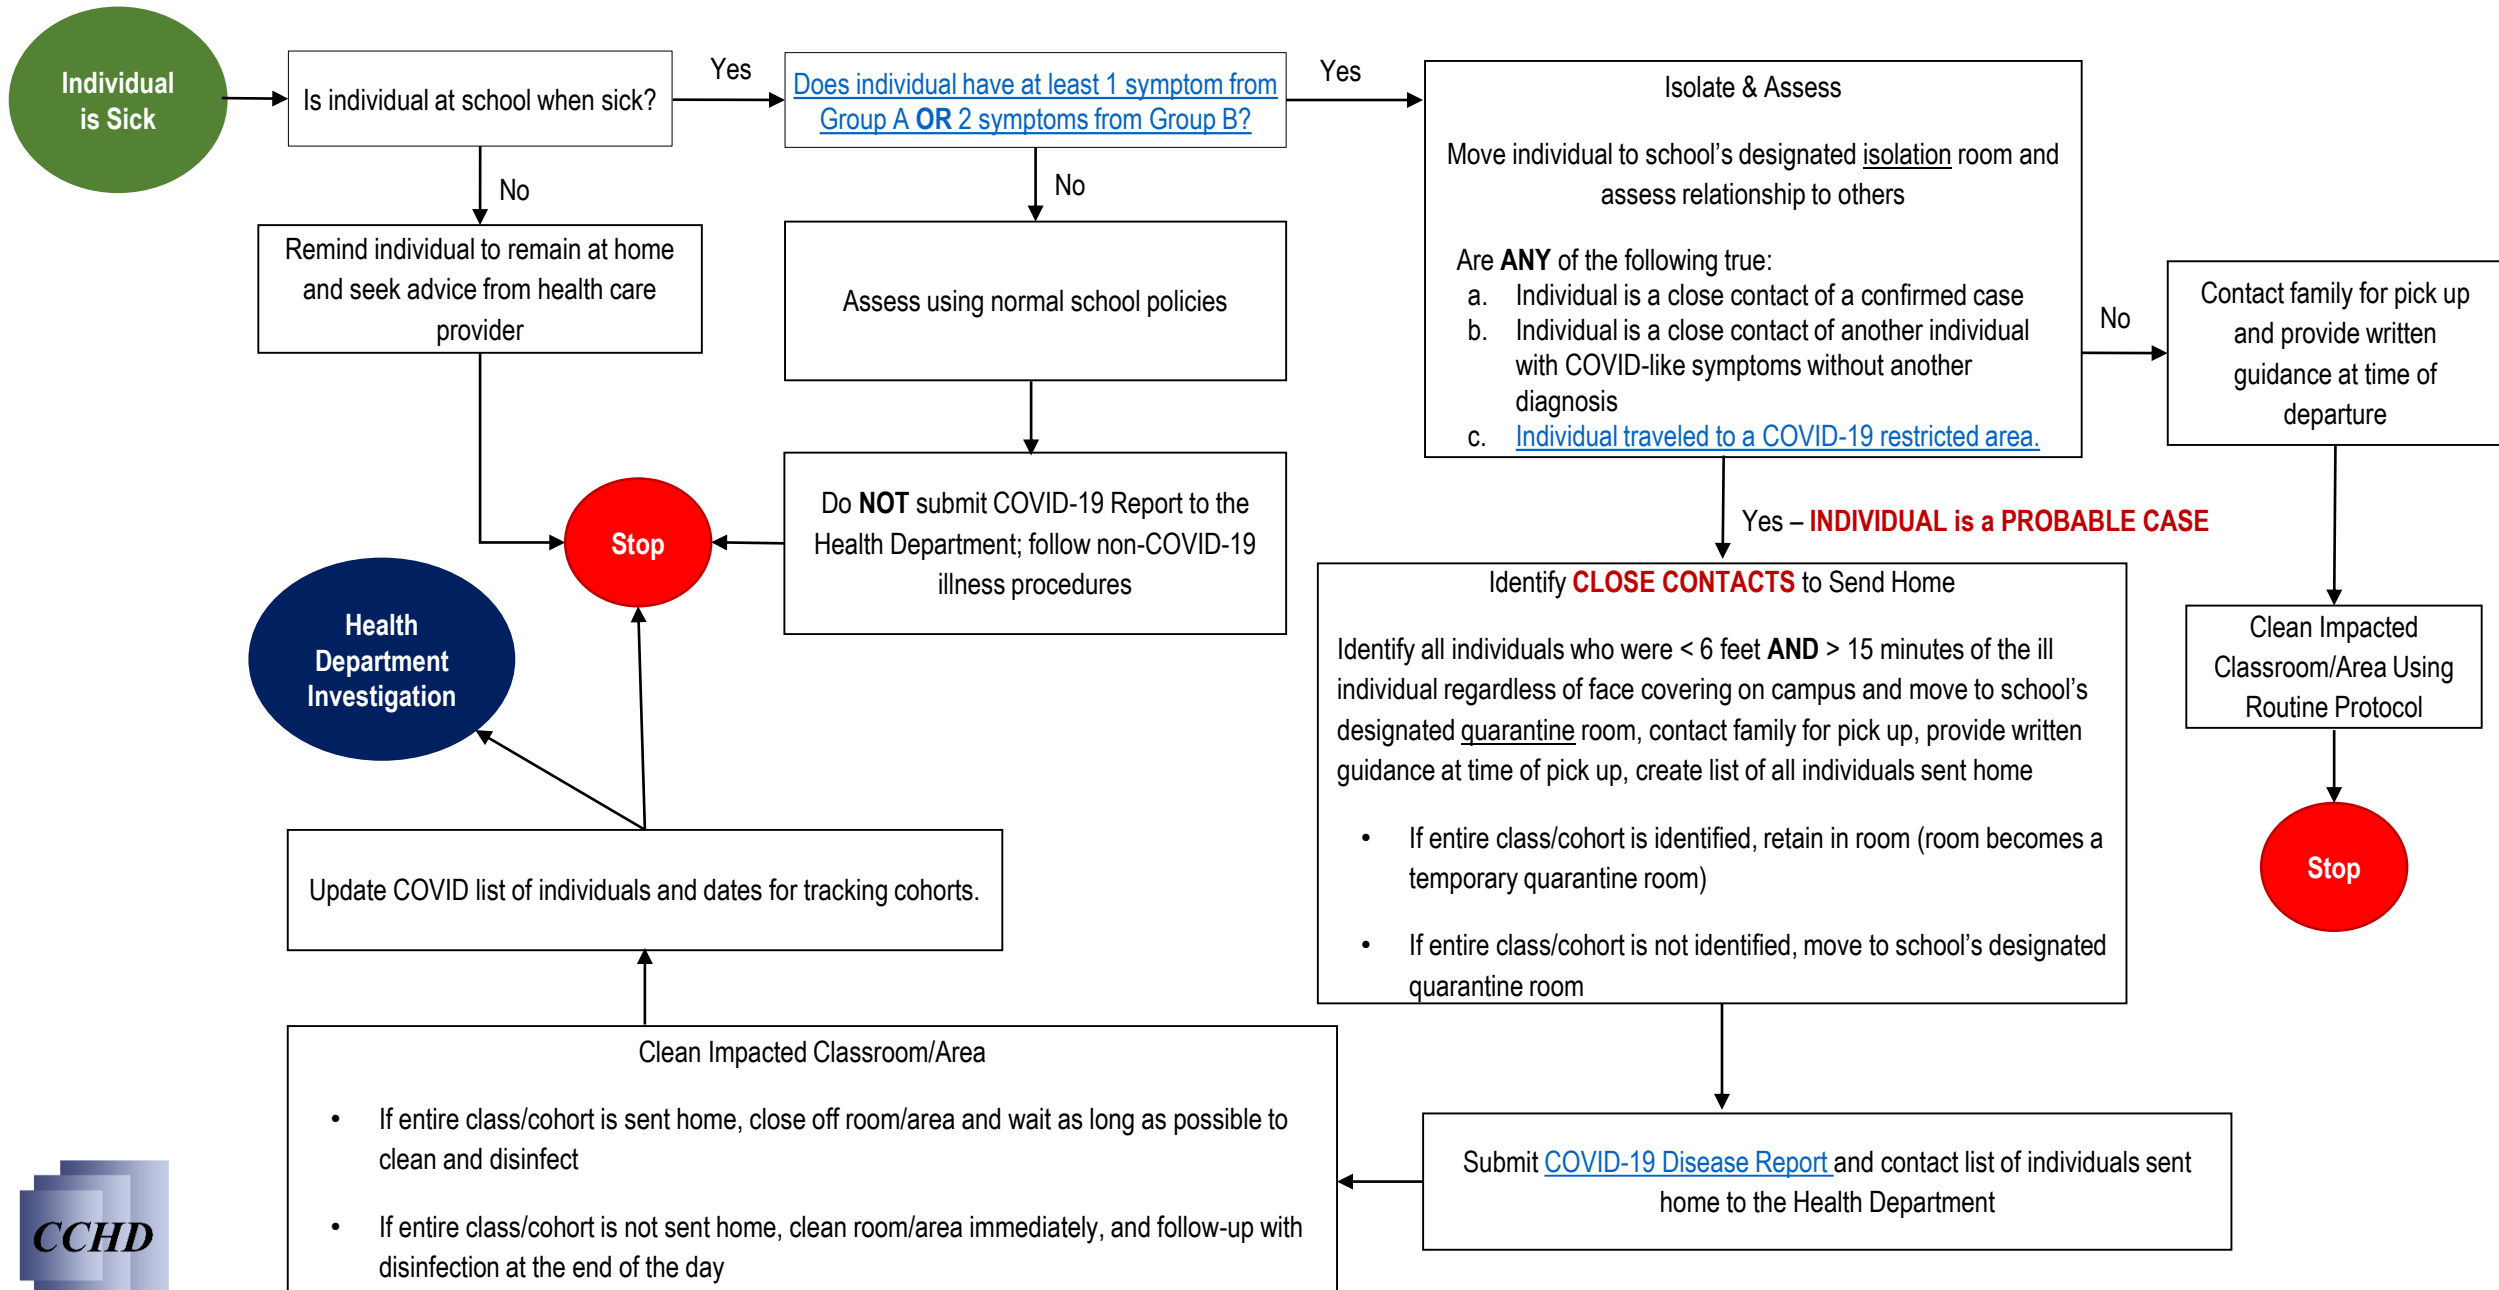 Individual
is Sick
Is individual at school when sick?
Yes
Does individual have at least 1 symptom from
Group A OR 2 symptoms from Group B?
Yes
Isolate & Assess
Move individual to school's designated isolation room and
assess relationship to others
Are ANY of the following true:
a. Individual is a close contact of a confirmed case
b. Individual is a close contact of another individual
with COVID-like symptoms without another
diagnosis
c. Individual traveled to a COVID-19 restricted area.
No
Contact family for pick up
and provide written
guidance at time of
departure
Clean Impacted
Classroom/Area Using
Routine Protocol
Stop
No
Remind individual to remain at home
and seek advice from health care
provider
No
Assess using normal school policies
Do NOT submit COVID-19 Report to the
Health Department; follow non-COVID-19
illness procedures
Stop
Yes – INDIVIDUAL is a PROBABLE CASE
Identify CLOSE CONTACTS to Send Home
Identify all individuals who were < 6 feet AND > 15 minutes of the ill
individual regardless of face covering on campus and move to school's
designated quarantine room, contact family for pick up, provide written
guidance at time of pick up, create list of all individuals sent home
• If entire class/cohort is identified, retain in room (room becomes a
temporary quarantine room)
• If entire class/cohort is not identified, move to school's designated
quarantine room
Submit COVID-19 Disease Report and contact list of individuals sent
home to the Health Department
Clean Impacted Classroom/Area
• If entire class/cohort is sent home, close off room/area and wait as long as possible to
clean and disinfect
• If entire class/cohort is not sent home, clean room/area immediately, and follow-up with
disinfection at the end of the day
Update COVID list of individuals and dates for tracking cohorts.
Health
Department
Investigation
CCHD